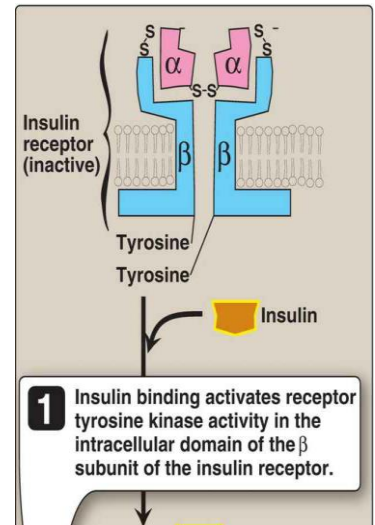 S S
S S
α α
S-S
Insulin
receptor
(inactive)
β β
Tyrosine
Tyrosine
Insulin
1
Insulin binding activates receptor
tyrosine kinase activity in the
intracellular domain of the β
subunit of the insulin receptor.